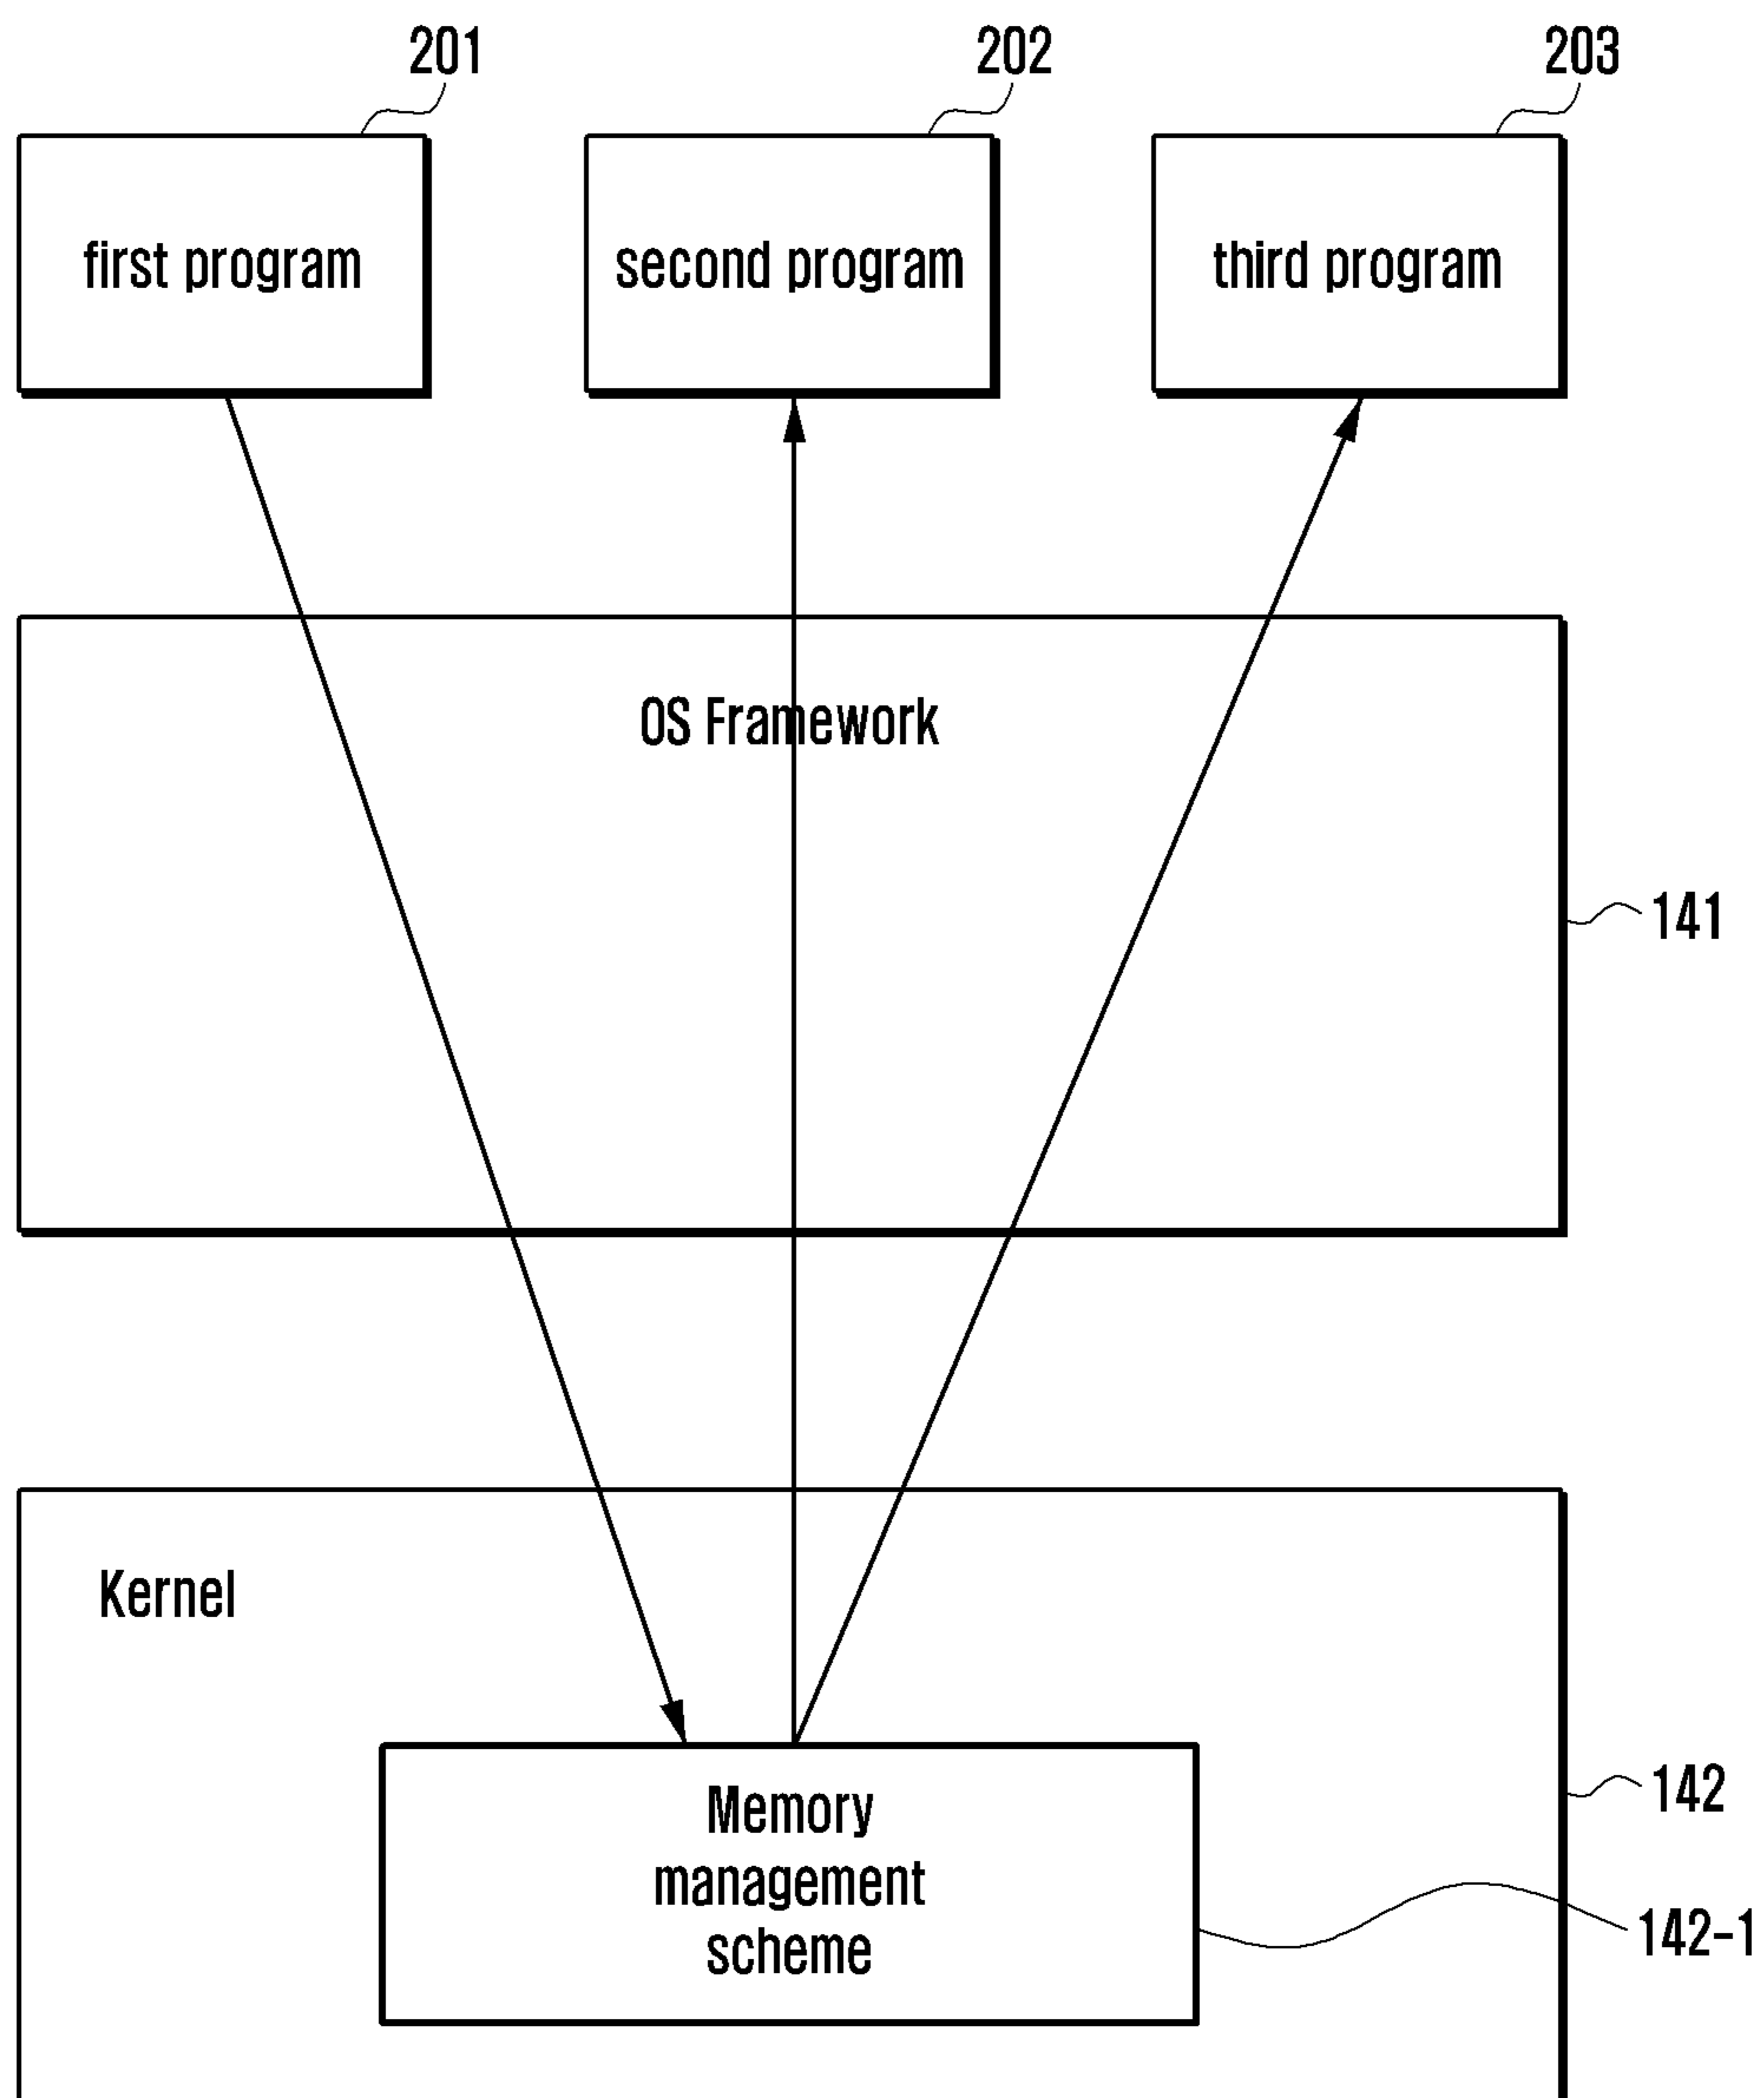 201
202
203
first program
second program
third program
OS Framework
141
Kernel
Memory
management
scheme
142
142-1